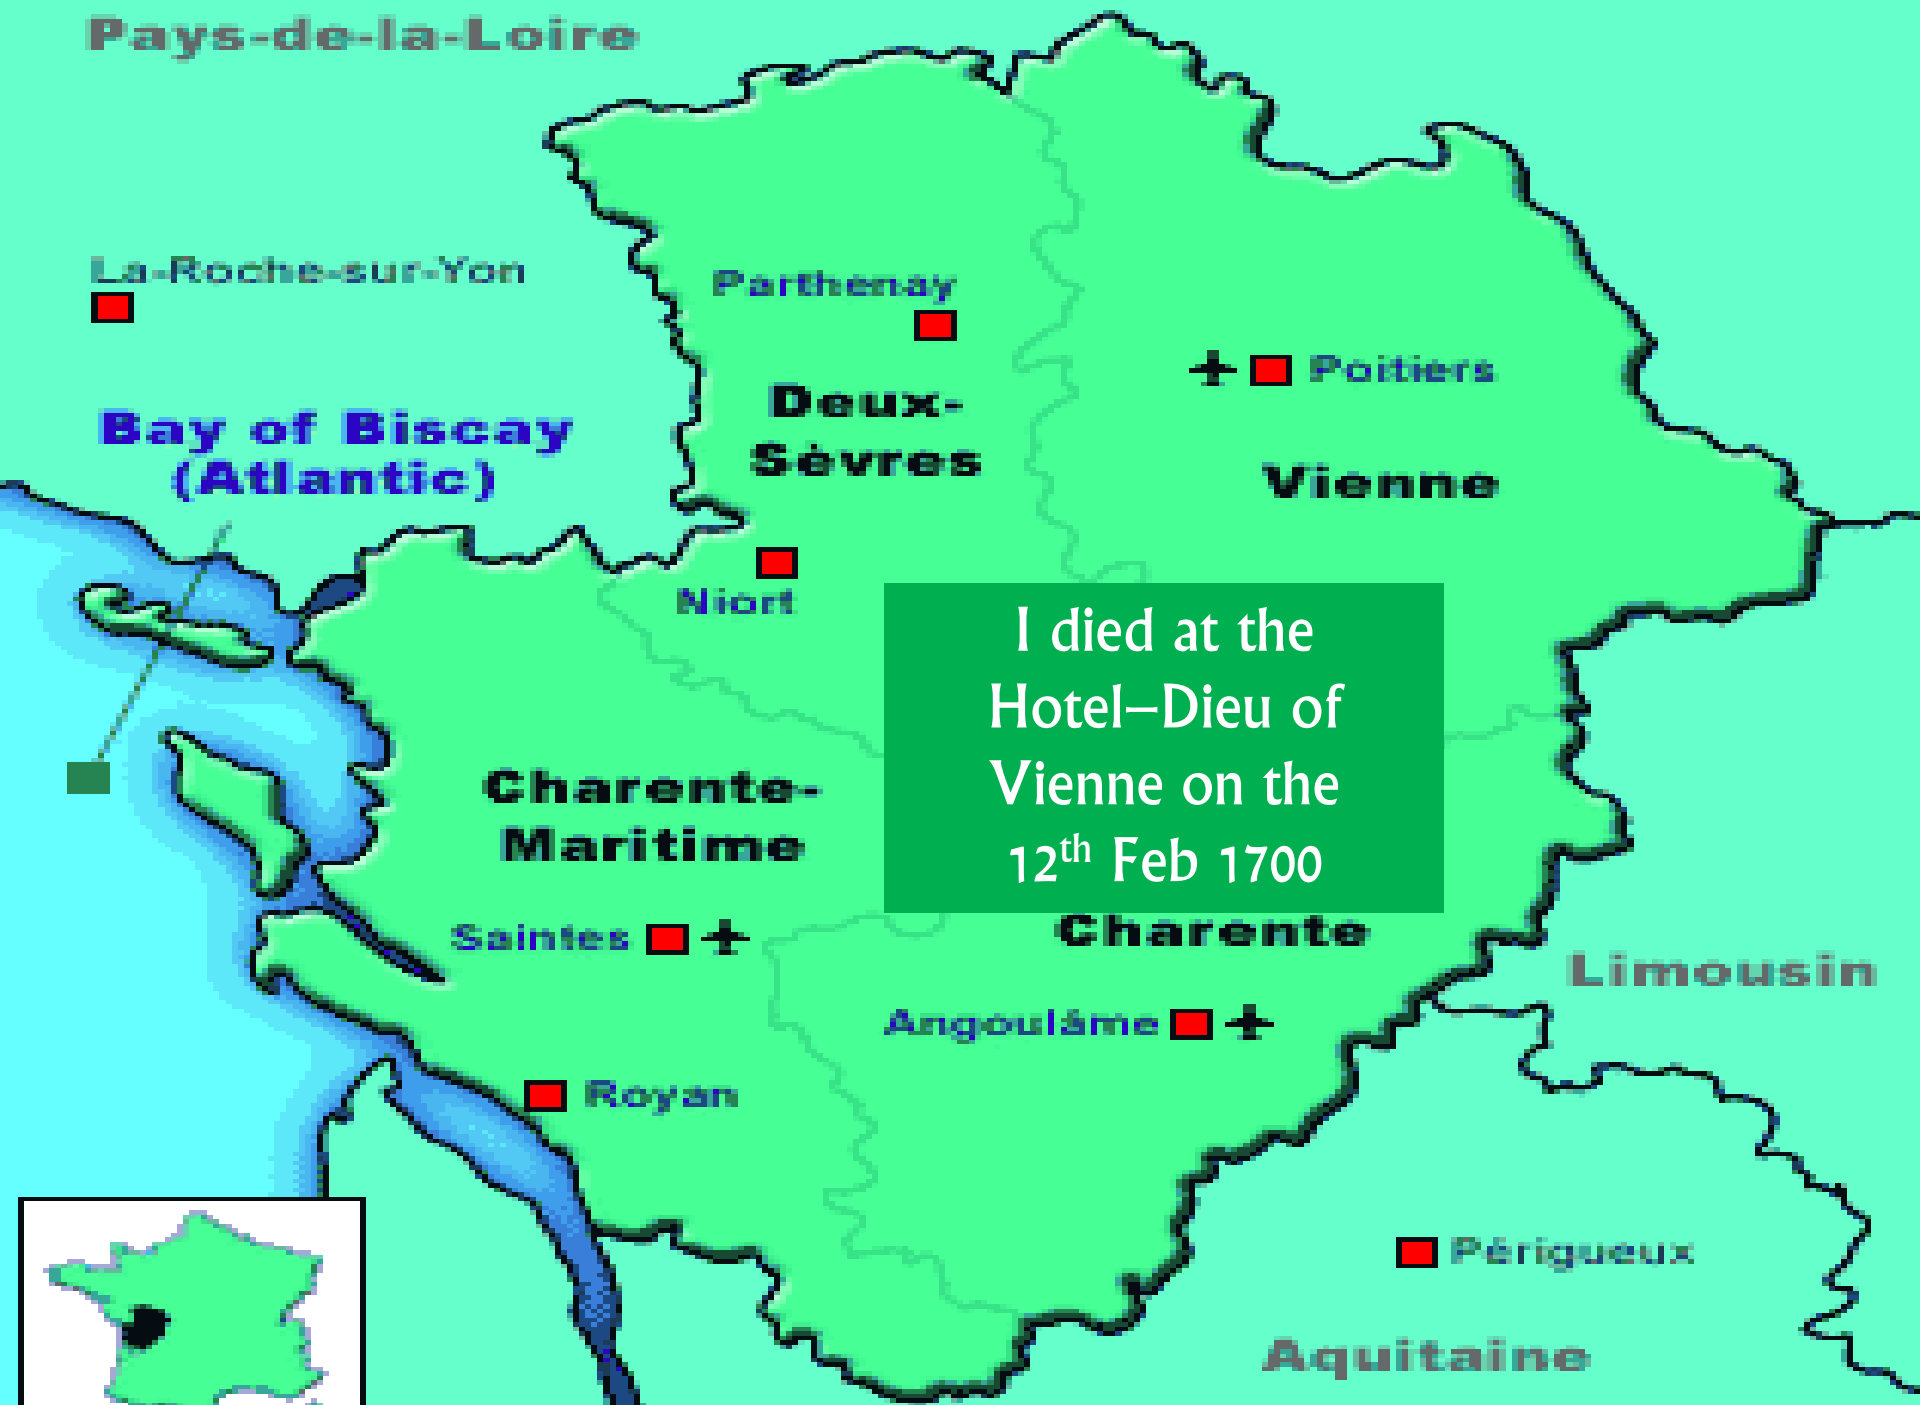 Pays-de-la-Loire
La-Roche-sur-Yon
Parthenay
Poitiers
Deux-
Sèvres
Bay of Biscay
(Atlantic)
Vienne
Niort
I died at the
Hotel–Dieu of
Vienne on the
12th Feb 1700
Charente-
Maritime
Saintes
Charente
Limousin
Angoulâme
Royan
Périgueux
Aquitaine